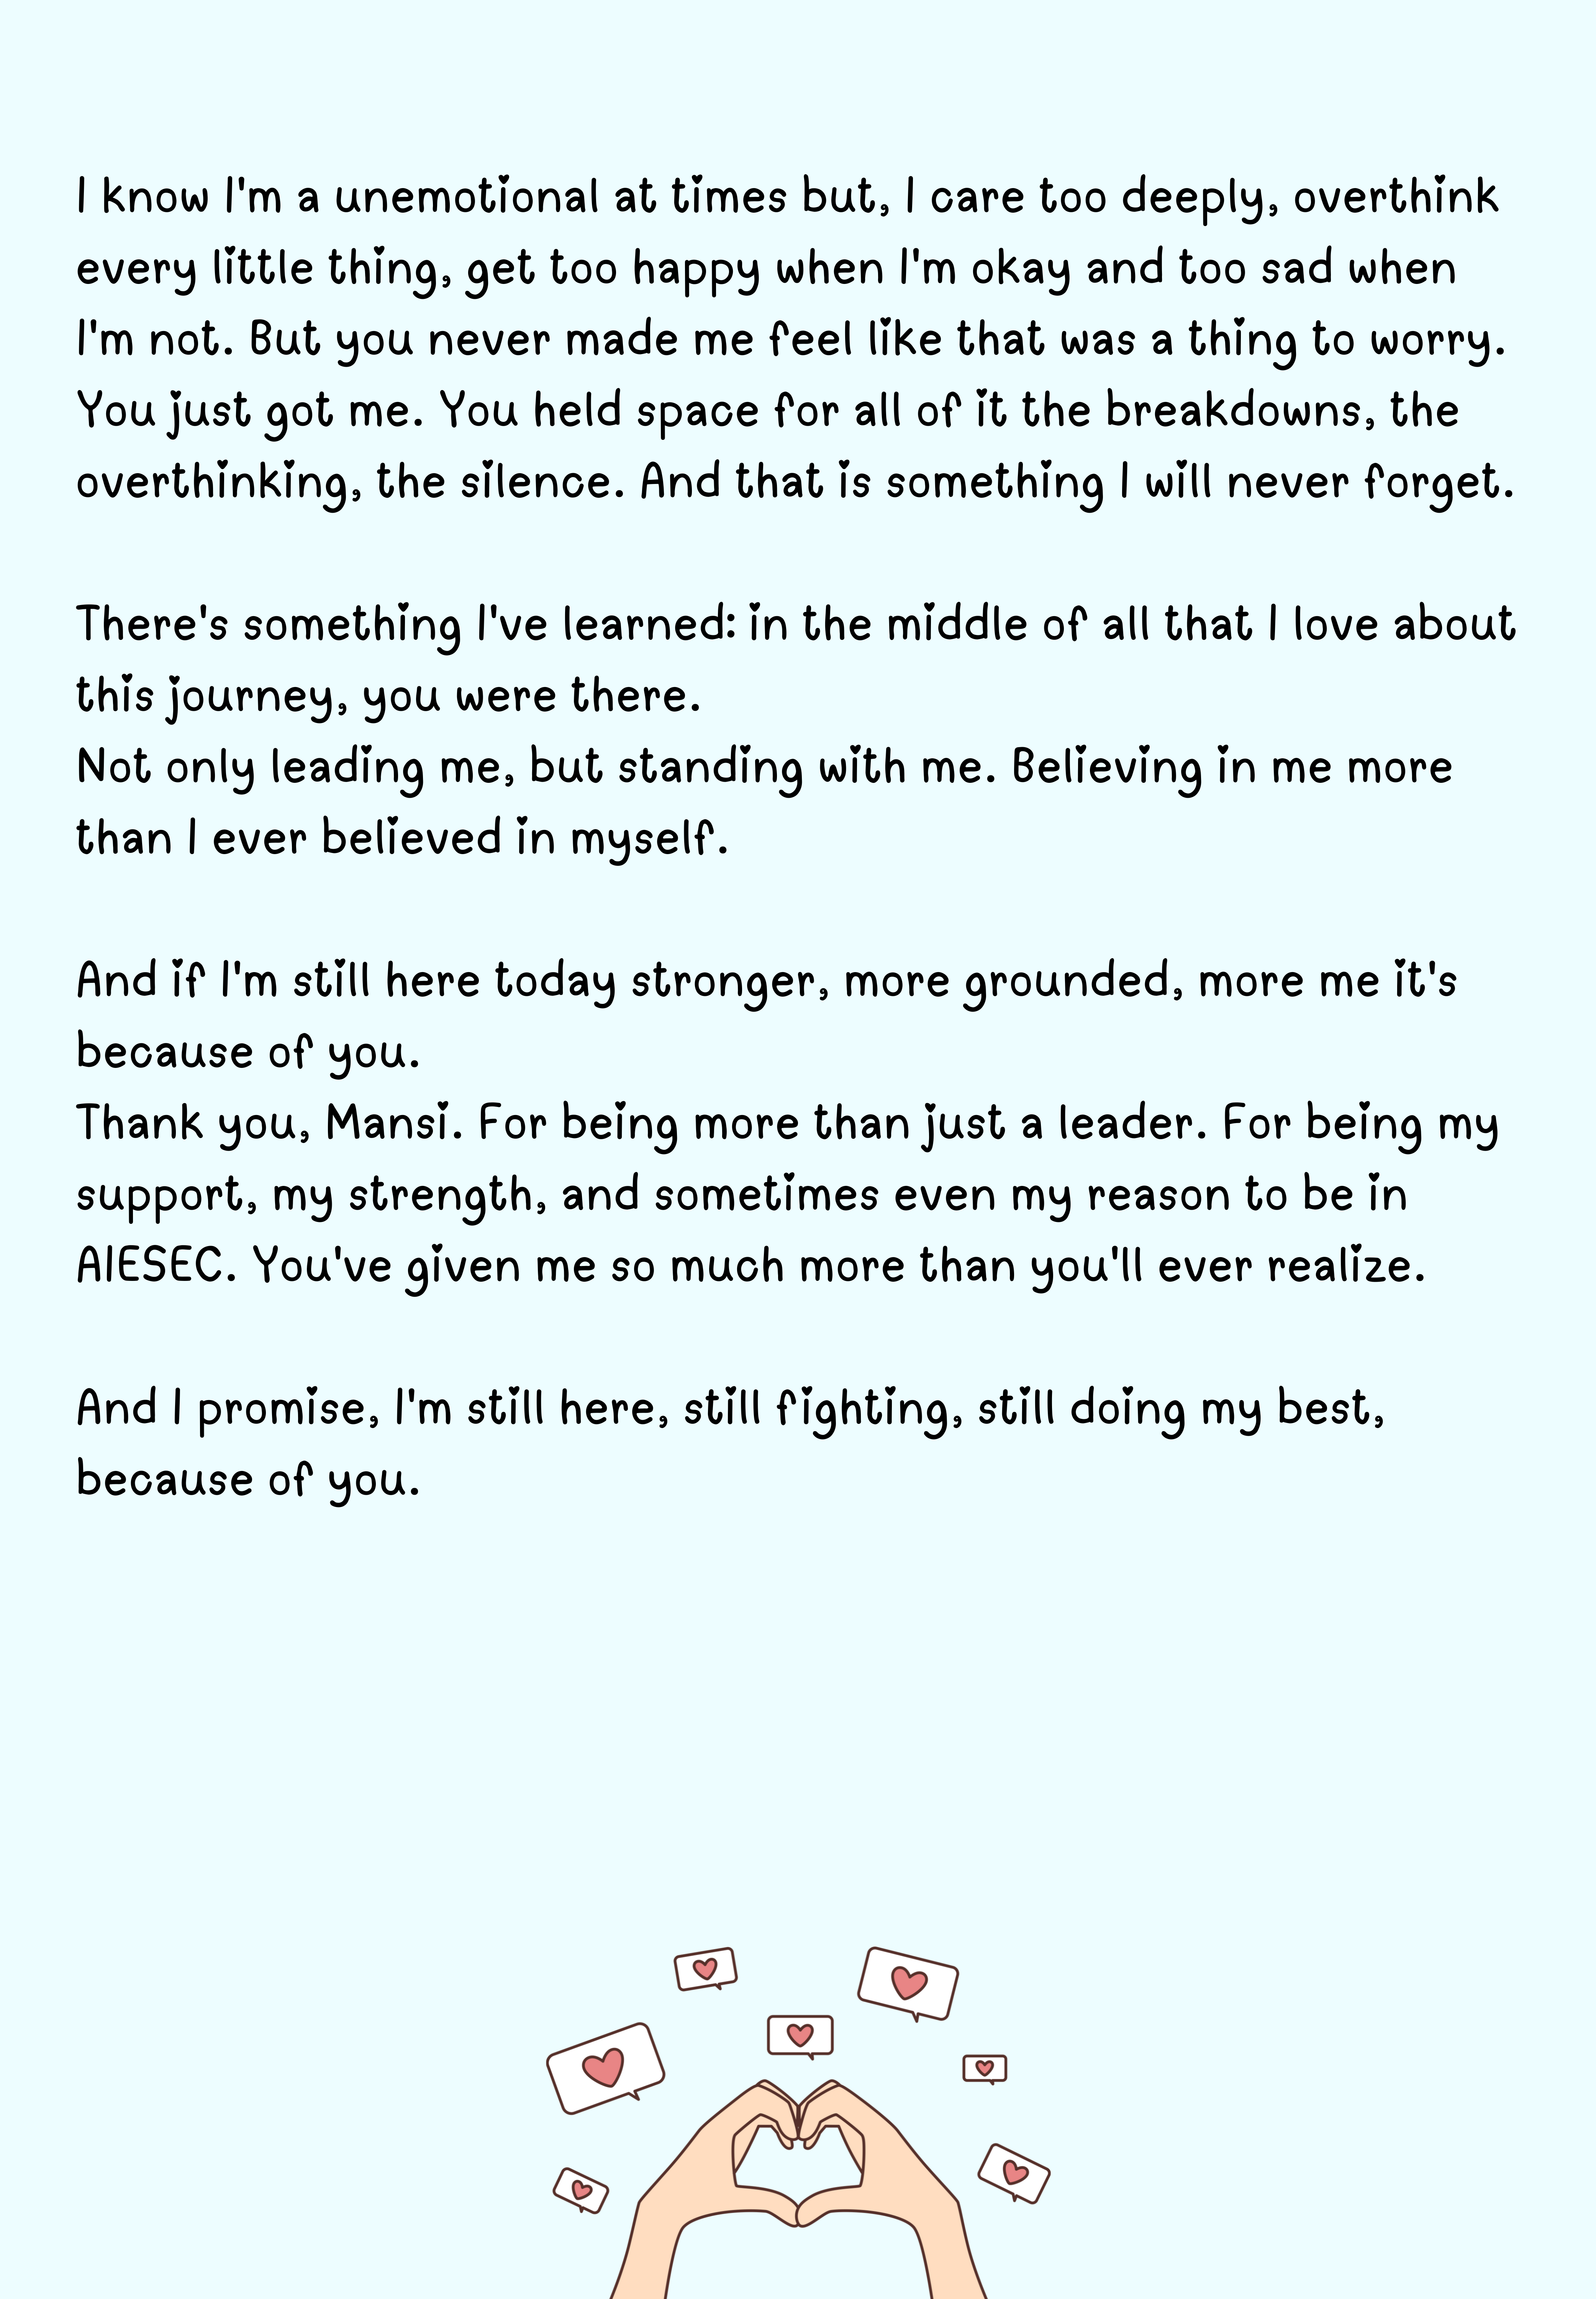 I know I'm a unemotional at times but, I care too deeply, overthink
every little thing, get too happy when I'm okay and too sad when
I'm not. But you never made me feel like that was a thing to worry.
You just got me. You held space for all of it the breakdowns, the
overthinking, the silence. And that is something I will never forget.
There's something I've learned: in the middle of all that I love about
this journey, you were there.
Not only leading me, but standing with me. Believing in me more
than I ever believed in myself.
And if I'm still here today stronger, more grounded, more me it's
because of you.
Thank you, Mansi. For being more than just a leader. For being my
support, my strength, and sometimes even my reason to be in
AIESEC. You've given me so much more than you'll ever realize.
And I promise, I'm still here, still fighting, still doing my best,
because of you.